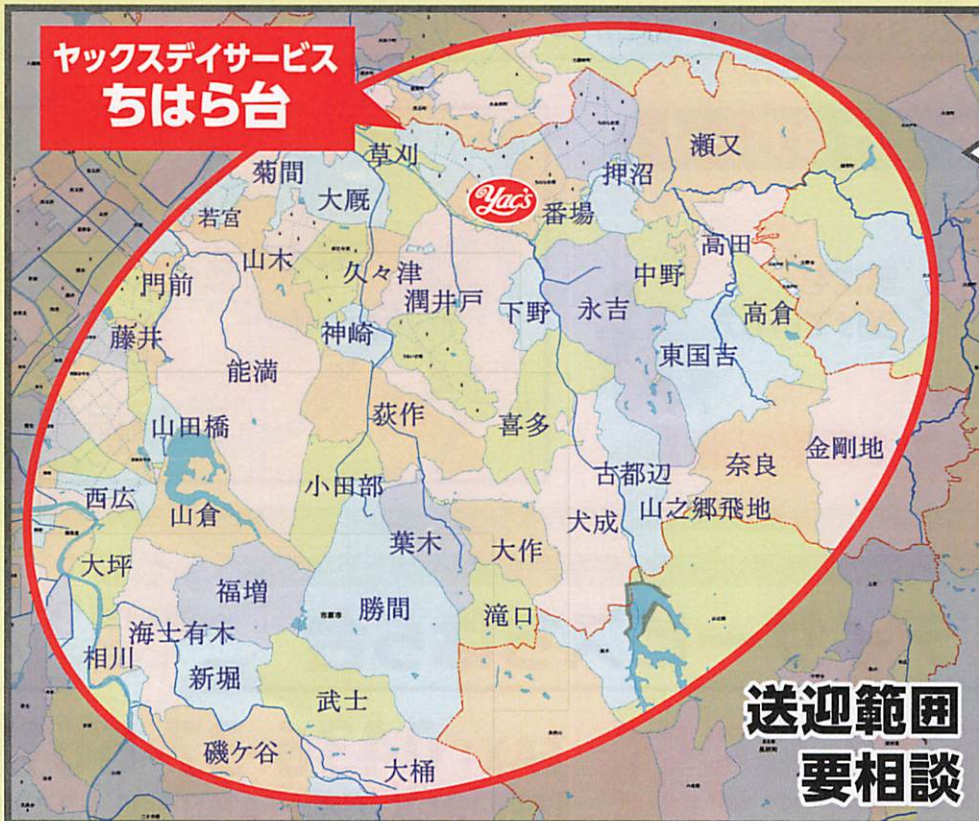 ヤックスデイサービス
ちはら台
菊間
草刈
瀬又
大厩
押沼
若宮
Yac's
番場
山木
久々津
高田
門前
潤井戸
中野
下野
永吉
高倉
藤井
神崎
能満
東国吉
荻作
山田橋
喜多
金剛地
小田部
古都辺
奈良
西広
山倉
犬成
山之郷飛地
葉木
大作
大坪
福増
勝間
滝口
市原市
海士有木
相川
新堀
武士
磯ケ谷
大桶
送迎範囲
要相談